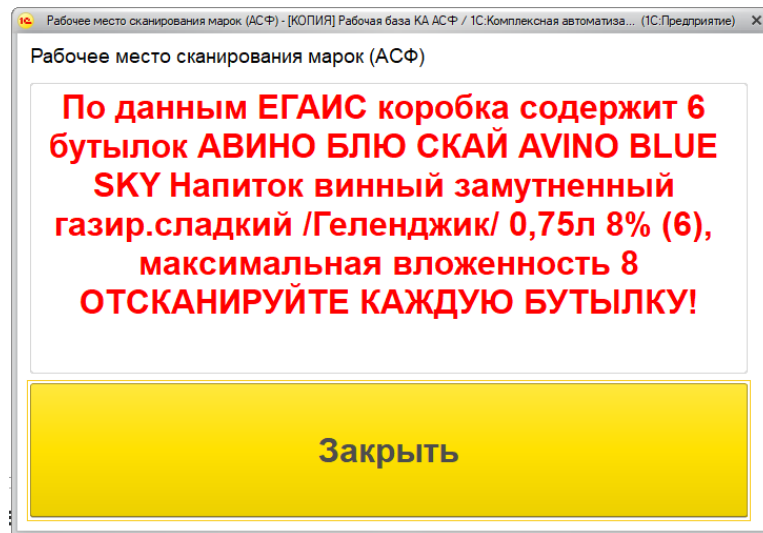 Рабочее место сканирования марок (АСФ) - [КОПИЯ] Рабочая база КА АСФ / 1С:Комплексная автоматиза... (1С:Предприятие)
Рабочее место сканирования марок (АСФ)
По данным ЕГАИС коробка содержит 6
бутылок АВИНО БЛЮ СКАЙ AVINO BLUE
SKY Напиток винный замутненный
газир.сладкий /Геленджик/ 0,75л 8% (6),
максимальная вложенность 8
ОТСКАНИРУЙТЕ КАЖДУЮ БУТЫЛКУ!
Закрыть